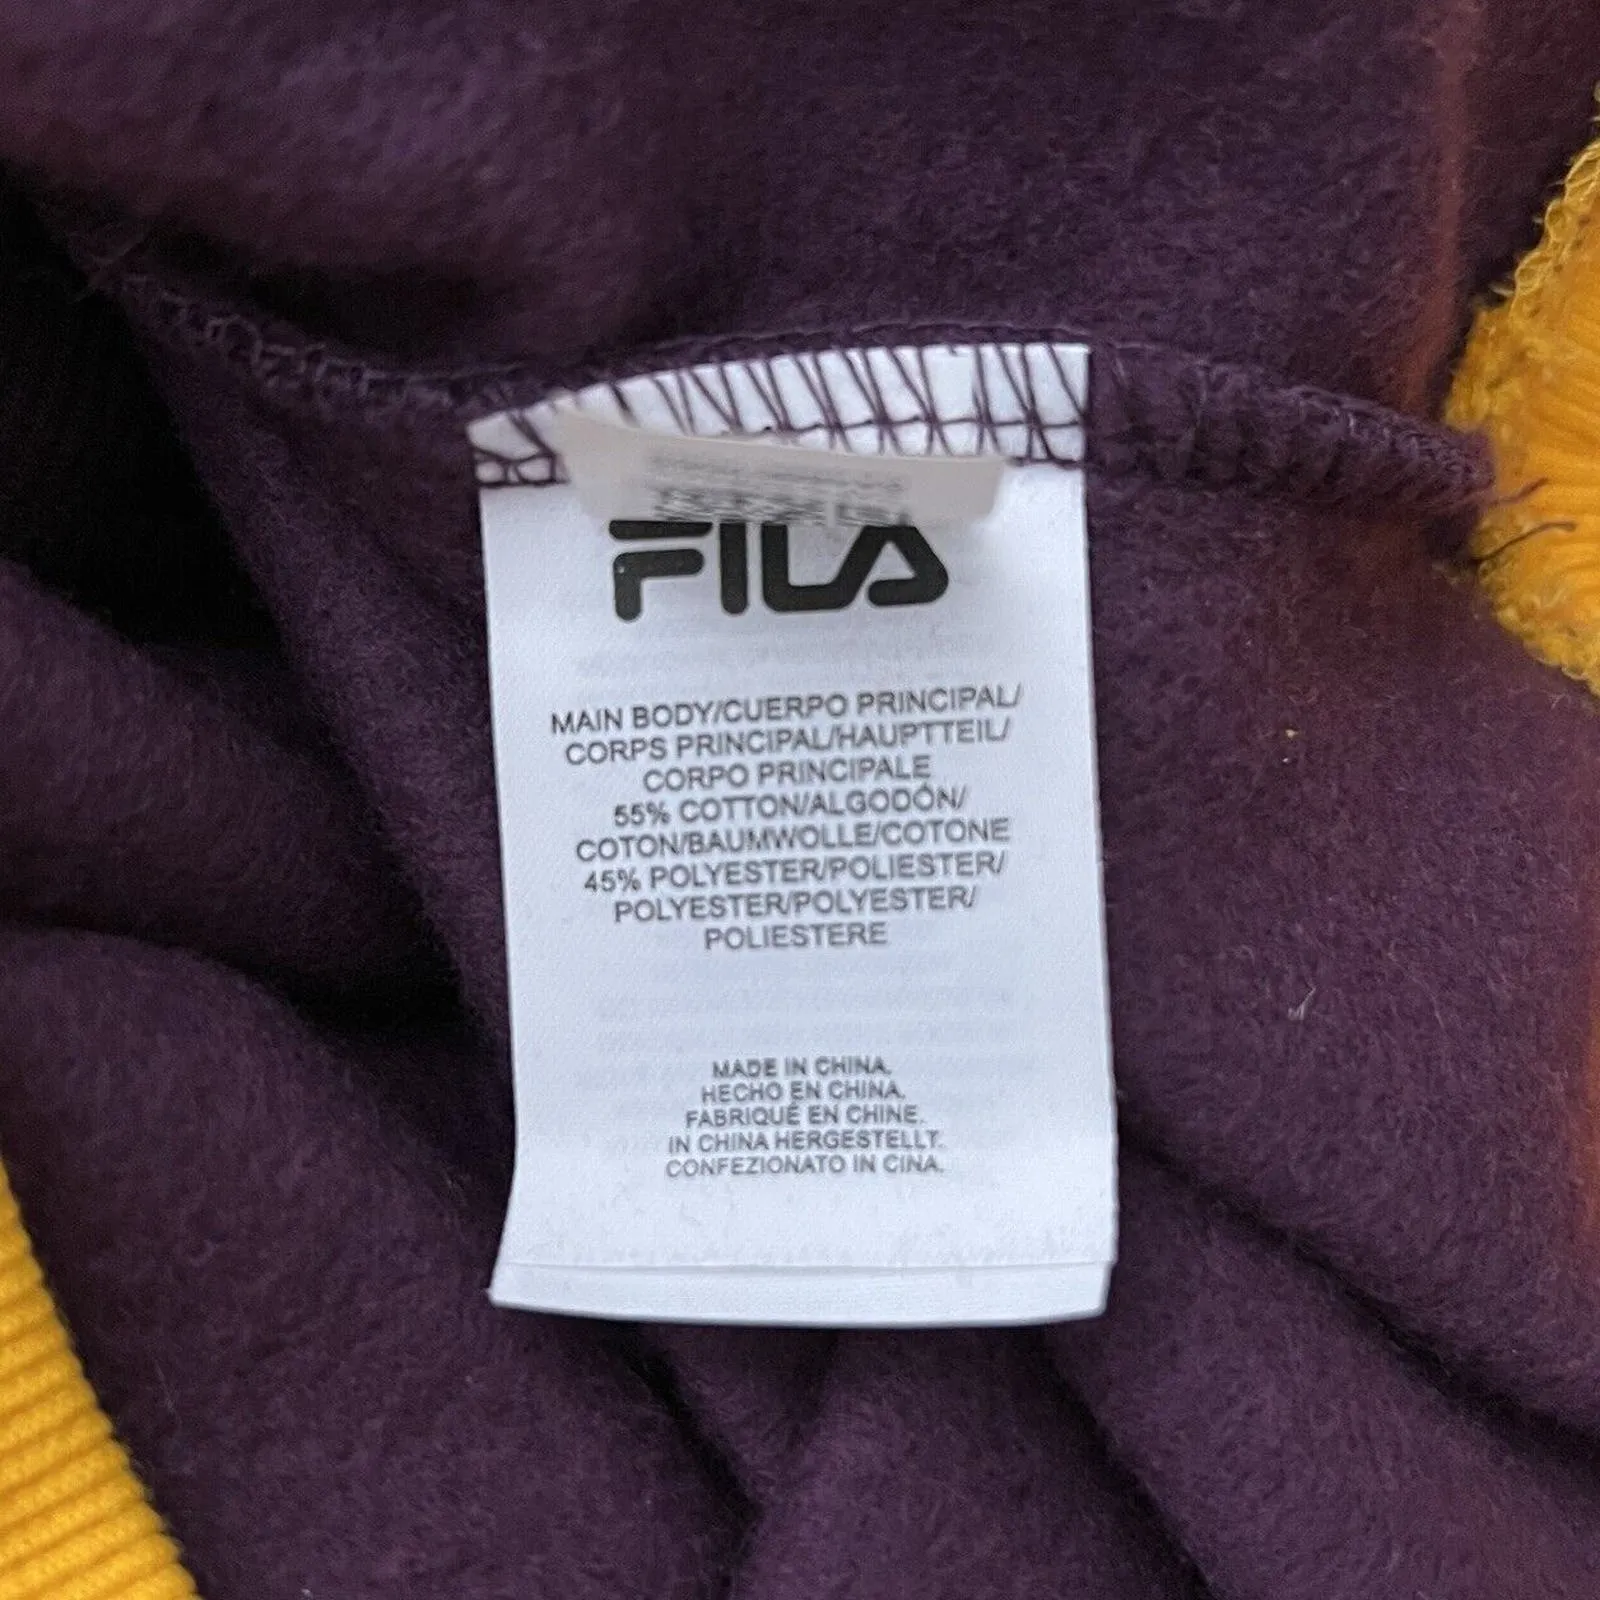 FILA
MAIN BODY/CUERPO PRINCIPAL/
CORPS PRINCIPAL/HAUPTTEIL/
CORPO PRINCIPALE
55% COTTON/ALGODÓN/
COTON/BAUMWOLLE/COTONE
45% POLYESTER/POLIESTER/
POLYESTER/POLYESTER/
POLIESTERE
MADE IN CHINA.
HECHO EN CHINA.
FABRIQUÉ EN CHINE.
IN CHINA HERGESTELLT.
CONFEZIONATO IN CINA.